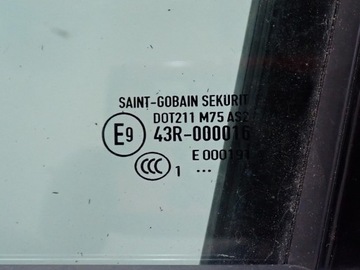 SAINT-GOBAIN SEKURIT
DOT211 M75 AS2
E9 43R-000016
E 000191
CCC 1 ...